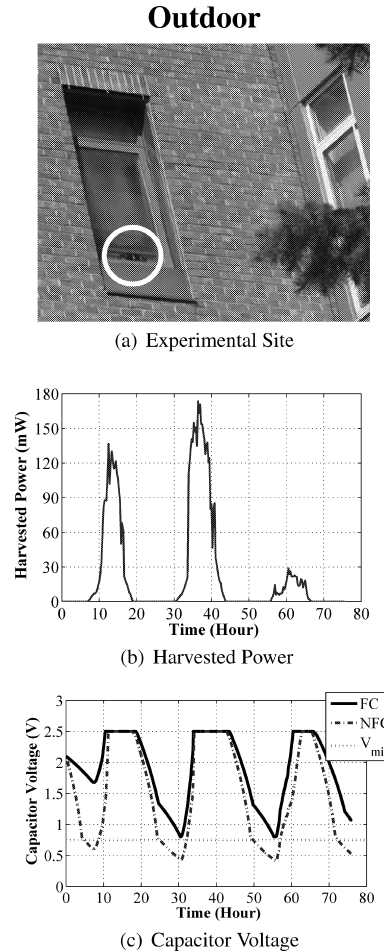 Outdoor
(a) Experimental Site
180
150
120
90
60
30
0
Harvested Power (mW)
0 10 20 30 40 50 60 70 80
Time (Hour)
(b) Harvested Power
3
2.5
2
1.5
1
0.5
0
Capacitor Voltage (V)
FC
NFC
V_mi
0 10 20 30 40 50 60 70 80
Time (Hour)
(c) Capacitor Voltage